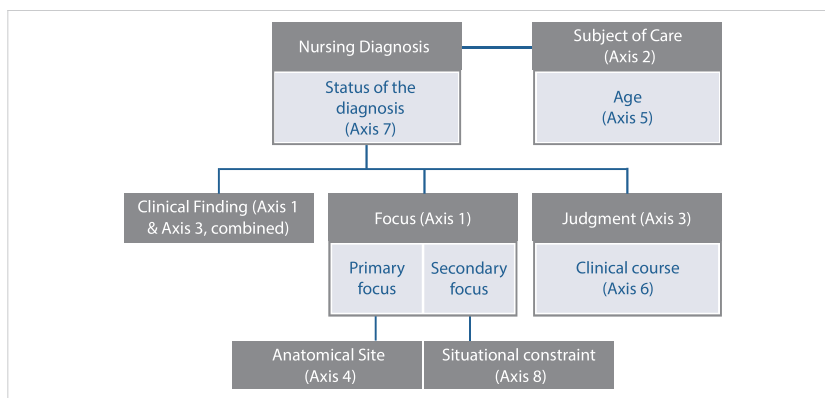 Nursing Diagnosis
Status of the
diagnosis
(Axis 7)
Subject of Care
(Axis 2)
Age
(Axis 5)
Clinical Finding (Axis 1
& Axis 3, combined)
Focus (Axis 1)
Primary
focus
Secondary
focus
Judgment (Axis 3)
Clinical course
(Axis 6)
Anatomical Site
(Axis 4)
Situational constraint
(Axis 8)